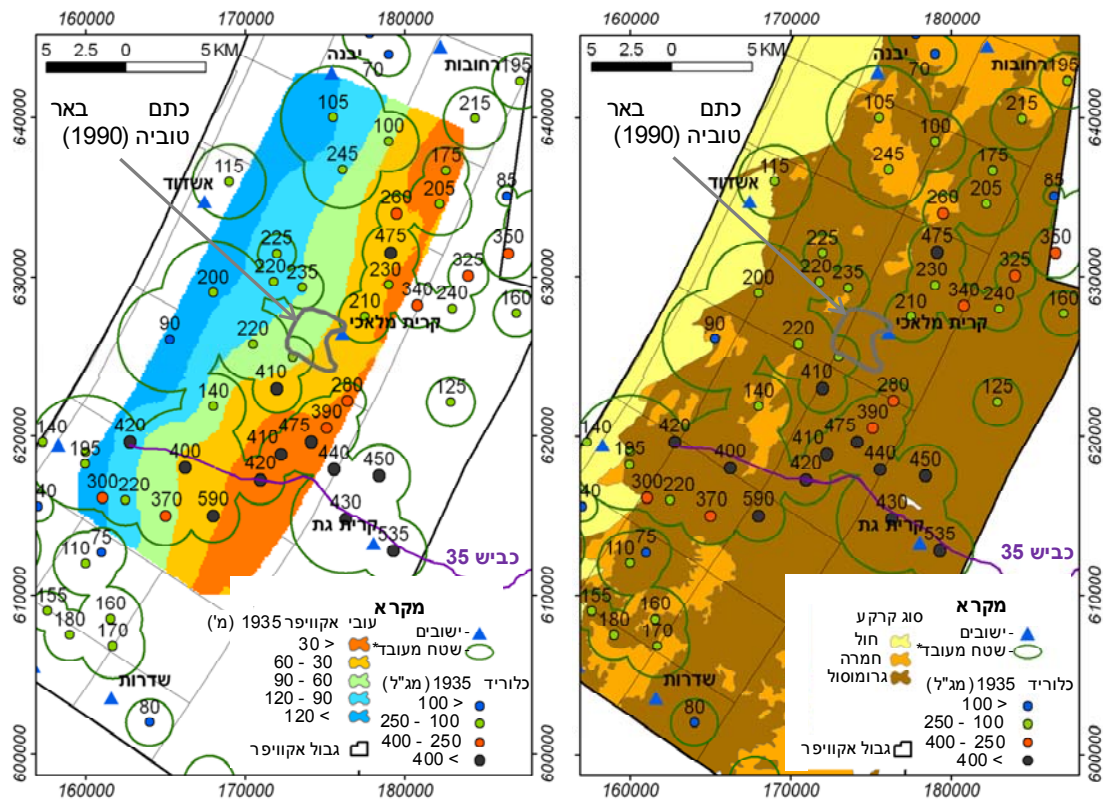 160000 170000 180000
5 2.5 0 5 KM
יבנה
רחובות
כתם באר
טוביה (1990)
אשדוד
קרית מלאכי
קרית גת
כביש 35
שדרות
70
195
105
215
100
245
175
115
205
85
260
225
475
350
220
235
230
325
200
340
240
210
160
90
220
410
125
140
280
390
140
420
475
195
410
440
400
450
420
300
220
370
590
430
535
40
75
110
155
160
180
170
80
640000
630000
620000
610000
600000
מקרא
עובי אקוויפר 1935 (מ')
30 >
60 - 30
90 - 60
120 - 90
120 <
ישובים -
שטח מעובד* -
כלוריד 1935 (מג"ל)
100 >
250 - 100
400 - 250
400 <
גבול אקוויפר
160000 170000 180000
160000 170000 180000
5 2.5 0 5 KM
יבנה
רחובות
כתם באר
טוביה (1990)
אשדוד
קרית מלאכי
קרית גת
כביש 35
שדרות
70
195
105
215
100
245
175
115
205
85
260
225
475
350
220
235
230
325
200
340
240
210
160
90
220
410
125
140
280
390
140
420
475
195
410
440
400
450
420
300
220
370
590
430
535
40
75
110
155
160
180
170
80
640000
630000
620000
610000
600000
מקרא
סוג קרקע
חול
חמרה
גרומוסול
ישובים -
שטח מעובד* -
כלוריד 1935 (מג"ל)
100 >
250 - 100
400 - 250
400 <
גבול אקוויפר
160000 170000 180000